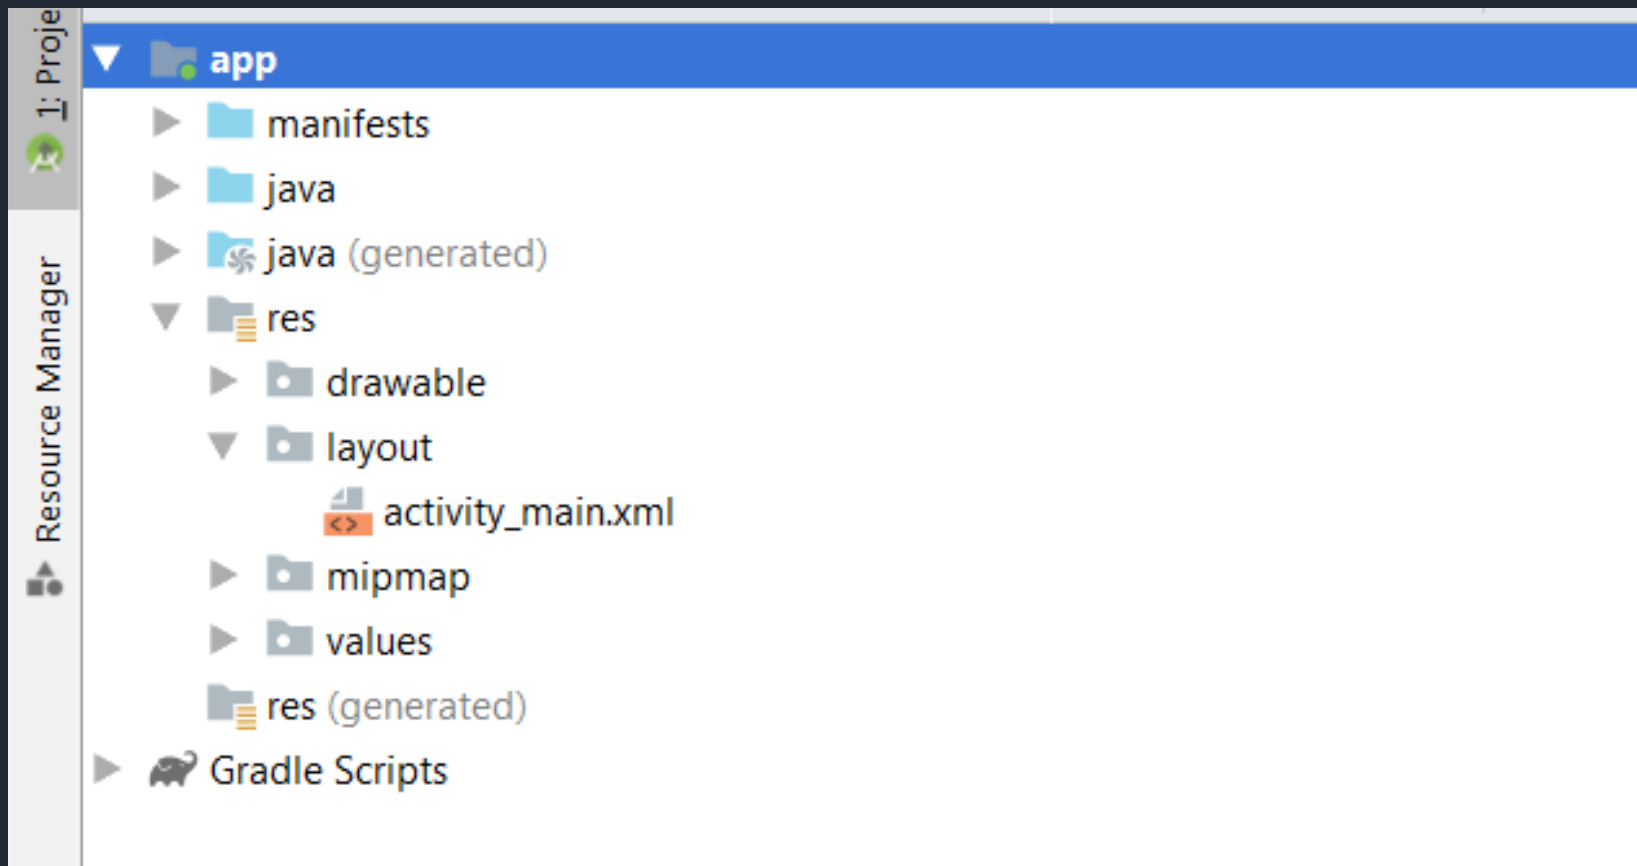 1: Proje
Resource Manager
app
manifests
java
java (generated)
res
drawable
layout
activity_main.xml
mipmap
values
res (generated)
Gradle Scripts